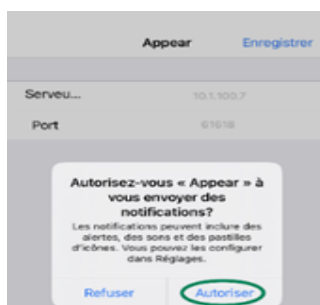 Appear Enregistrer
Serveu... 10.1.100.7
Port 61618
Autorisez-vous « Appear » à
vous envoyer des
notifications?
Les notifications peuvent inclure des
alertes, des sons et des pastilles
d'icônes. Vous pouvez les configurer
dans Réglages.
Refuser Autoriser